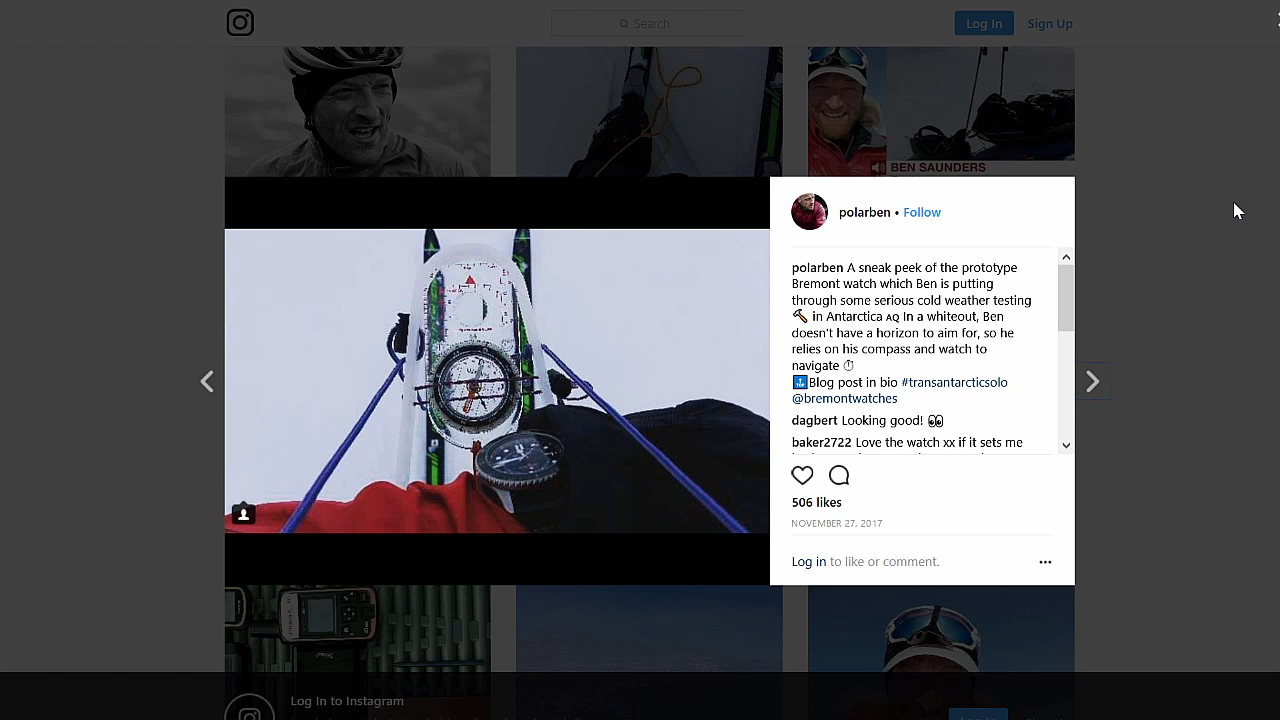 Search
Log In
Sign Up
BEN SAUNDERS
polarben • Follow
polarben A sneak peek of the prototype
Bremont watch which Ben is putting
through some serious cold weather testing
🔨 in Antarctica AQ In a whiteout, Ben
doesn't have a horizon to aim for, so he
relies on his compass and watch to
navigate ⏱
🔝Blog post in bio #transantarcticsolo
@bremontwatches
dagbert Looking good! 👀
baker2722 Love the watch xx if it sets me
506 likes
NOVEMBER 27, 2017
Log in to like or comment.
Log In to Instagram
Log In